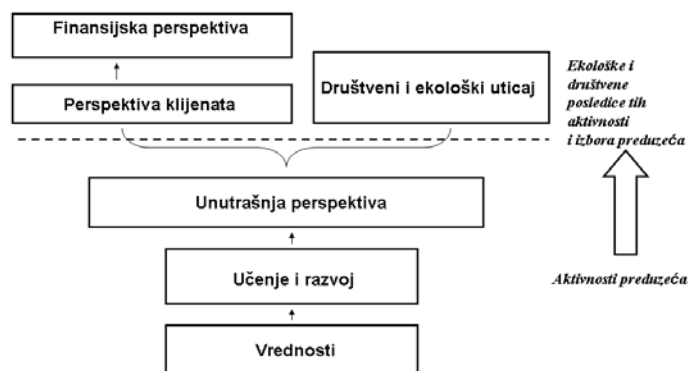 Finansijska perspektiva
Perspektiva klijenata
Društveni i ekološki uticaj
Ekološke i
društvene
posledice tih
aktivnosti
i izbora preduzeća
Unutrašnja perspektiva
Učenje i razvoj
Aktivnosti preduzeća
Vrednosti